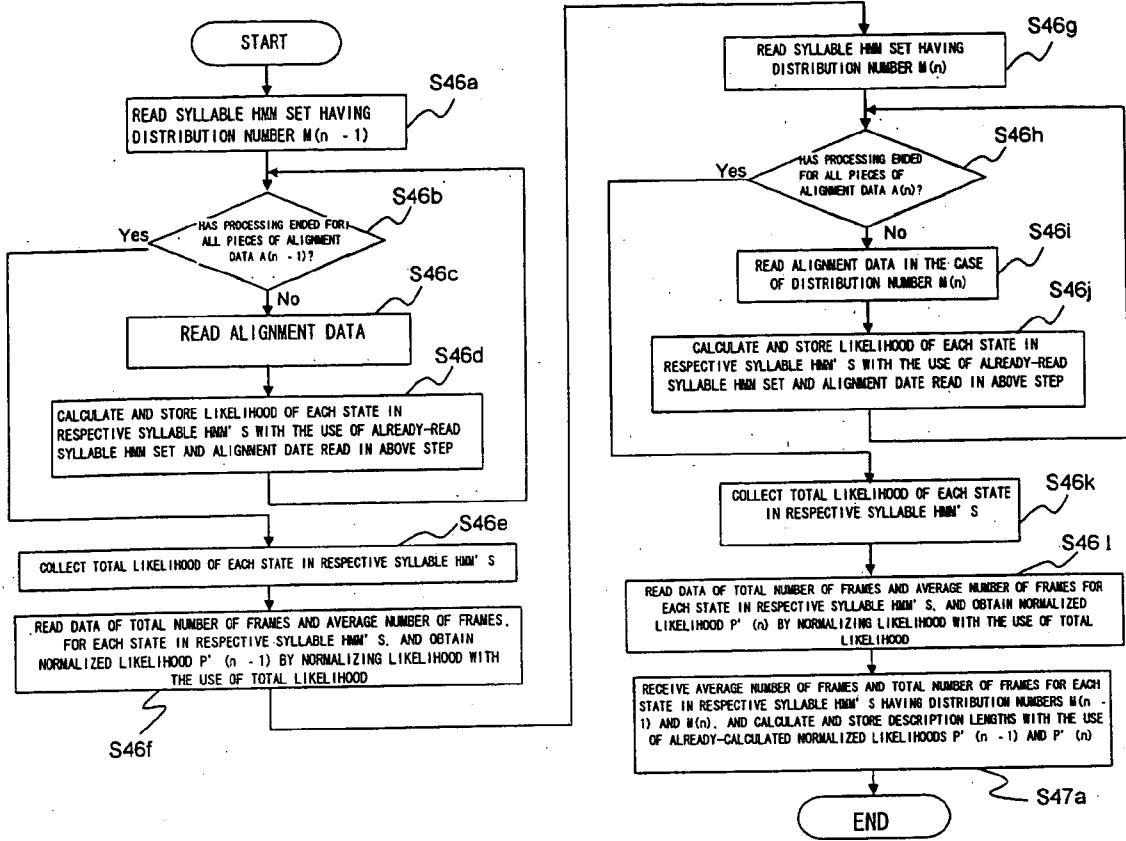 START
S46a
READ SYLLABLE HMM SET HAVING
DISTRIBUTION NUMBER M(n - 1)
S46b
Yes
HAS PROCESSING ENDED FOR
ALL PIECES OF ALIGNMENT
DATA A(n - 1)?
No
S46c
READ ALIGNMENT DATA
S46d
CALCULATE AND STORE LIKELIHOOD OF EACH STATE IN
RESPECTIVE SYLLABLE HMM' S WITH THE USE OF ALREADY-READ
SYLLABLE HMM SET AND ALIGNMENT DATE READ IN ABOVE STEP
S46e
COLLECT TOTAL LIKELIHOOD OF EACH STATE IN RESPECTIVE SYLLABLE HMM' S
READ DATA OF TOTAL NUMBER OF FRAMES AND AVERAGE NUMBER OF FRAMES.
FOR EACH STATE IN RESPECTIVE SYLLABLE HMM'S, AND OBTAIN
NORMALIZED LIKELIHOOD P' (n - 1) BY NORMALIZING LIKELIHOOD WITH
THE USE OF TOTAL LIKELIHOOD
S46f
S46g
READ SYLLABLE HMM SET HAVING
DISTRIBUTION NUMBER M(n)
S46h
Yes
HAS PROCESSING ENDED
FOR ALL PIECES OF
ALIGNMENT DATA A(n)?
No
S46i
READ ALIGNMENT DATA IN THE CASE
OF DISTRIBUTION NUMBER M(n)
S46j
CALCULATE AND STORE LIKELIHOOD OF EACH STATE IN
RESPECTIVE SYLLABLE HMM' S WITH THE USE OF ALREADY-READ
SYLLABLE HMM SET AND ALIGNMENT DATE READ IN ABOVE STEP
S46k
COLLECT TOTAL LIKELIHOOD OF EACH STATE
IN RESPECTIVE SYLLABLE HMM' S
S46l
READ DATA OF TOTAL NUMBER OF FRAMES AND AVERAGE NUMBER OF FRAMES FOR
EACH STATE IN RESPECTIVE SYLLABLE HMM'S, AND OBTAIN NORMALIZED
LIKELIHOOD P' (n) BY NORMALIZING LIKELIHOOD WITH THE USE OF TOTAL
LIKELIHOOD
RECEIVE AVERAGE NUMBER OF FRAMES AND TOTAL NUMBER OF FRAMES FOR EACH
STATE IN RESPECTIVE SYLLABLE HMM' S HAVING DISTRIBUTION NUMBERS M(n -
1) AND M(n), AND CALCULATE AND STORE DESCRIPTION LENGTHS WITH THE USE
OF ALREADY-CALCULATED NORMALIZED LIKELIHOODS P' (n - 1) AND P' (n)
S47a
END